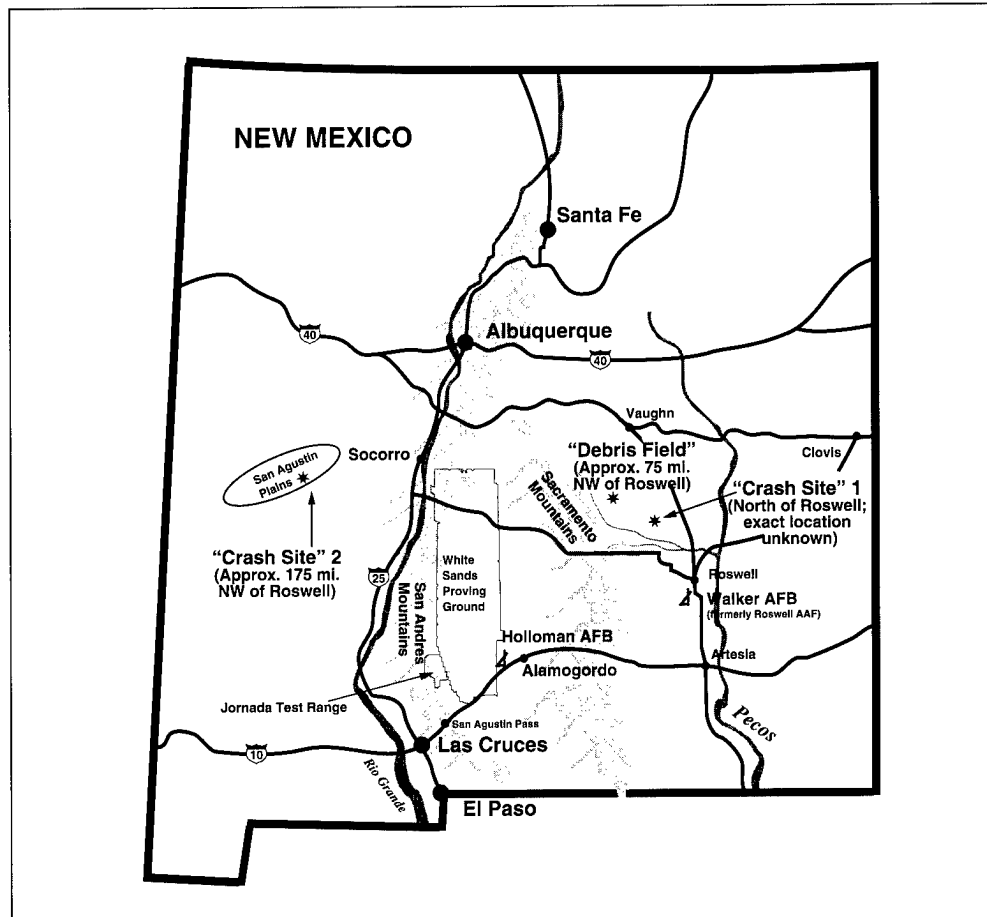 NEW MEXICO
Santa Fe
Albuquerque
40
40
Vaughn
Clovis
"Debris Field"
(Approx. 75 mi.
NW of Roswell)
Socorro
San Agustin
Plains
Sacramento
Mountains
"Crash Site" 1
(North of Roswell;
exact location
unknown)
"Crash Site" 2
(Approx. 175 mi.
NW of Roswell)
25
White
Sands
Proving
Ground
San Andres
Mountains
Roswell
Walker AFB
(formerly Roswell AAF)
Holloman AFB
Alamogordo
Artesia
Jornada Test Range
San Agustin Pass
Las Cruces
10
Rio Grande
Pecos
El Paso